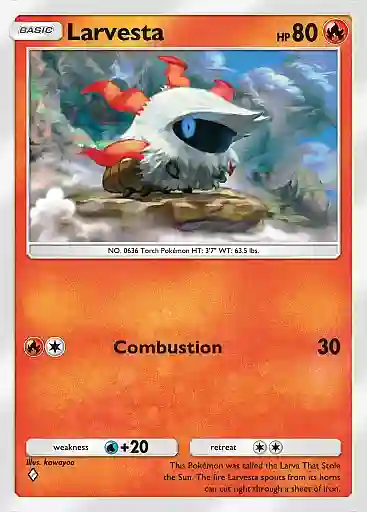 BASIC Larvesta HP 80
NO. 0636 Torch Pokémon HT: 3'7" WT: 63.5 lbs.
Combustion 30
weakness +20 retreat
Illus. kawayoo
This Pokémon was called the Larva That Stole
the Sun. The fire Larvesta spouts from its horns
can cut right through a sheet of iron.